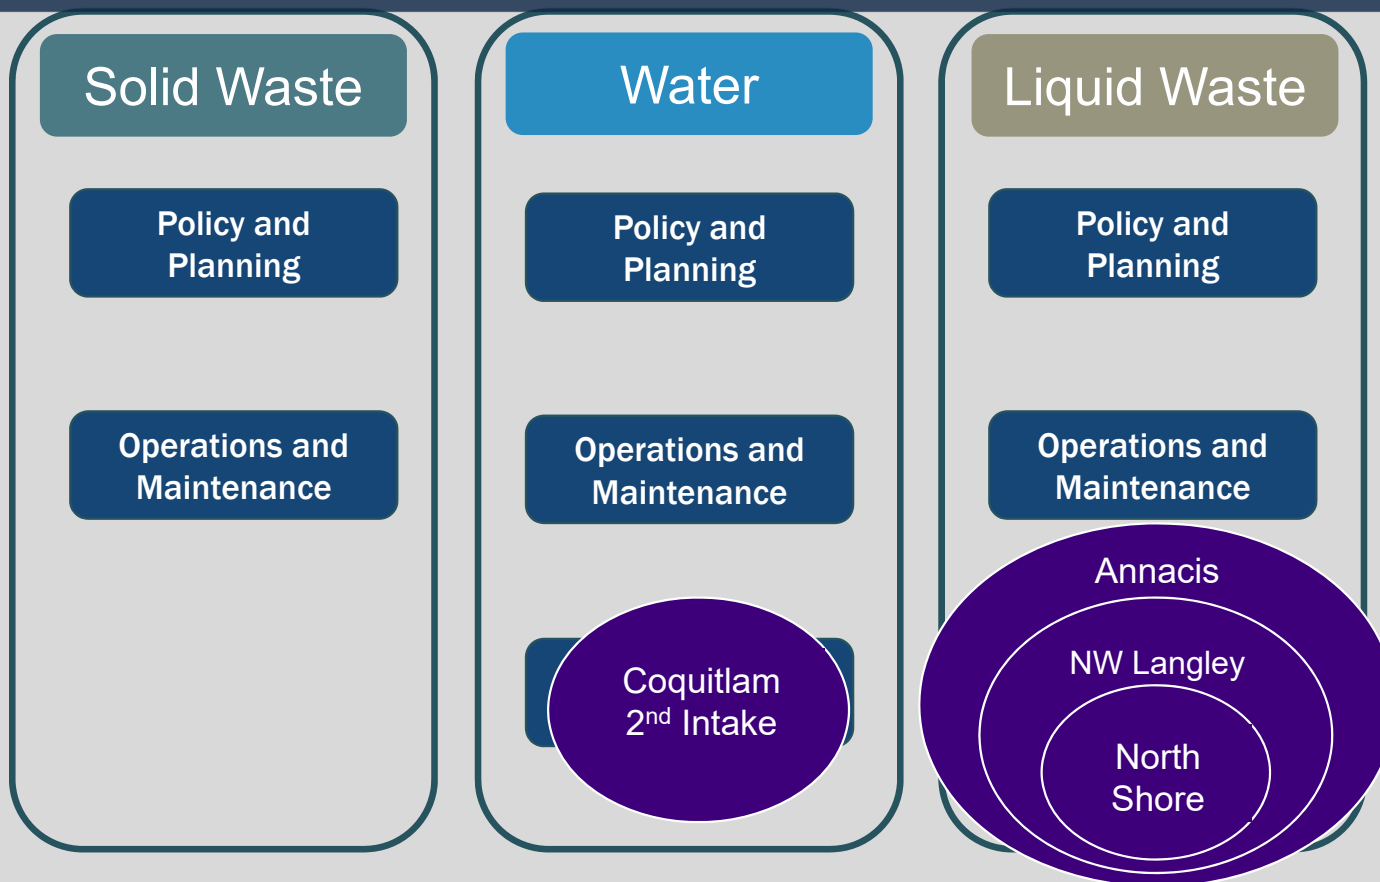 Solid Waste
Policy and
Planning
Operations and
Maintenance
Water
Policy and
Planning
Operations and
Maintenance
Coquitlam
2nd Intake
Liquid Waste
Policy and
Planning
Operations and
Maintenance
Annacis
NW Langley
North
Shore